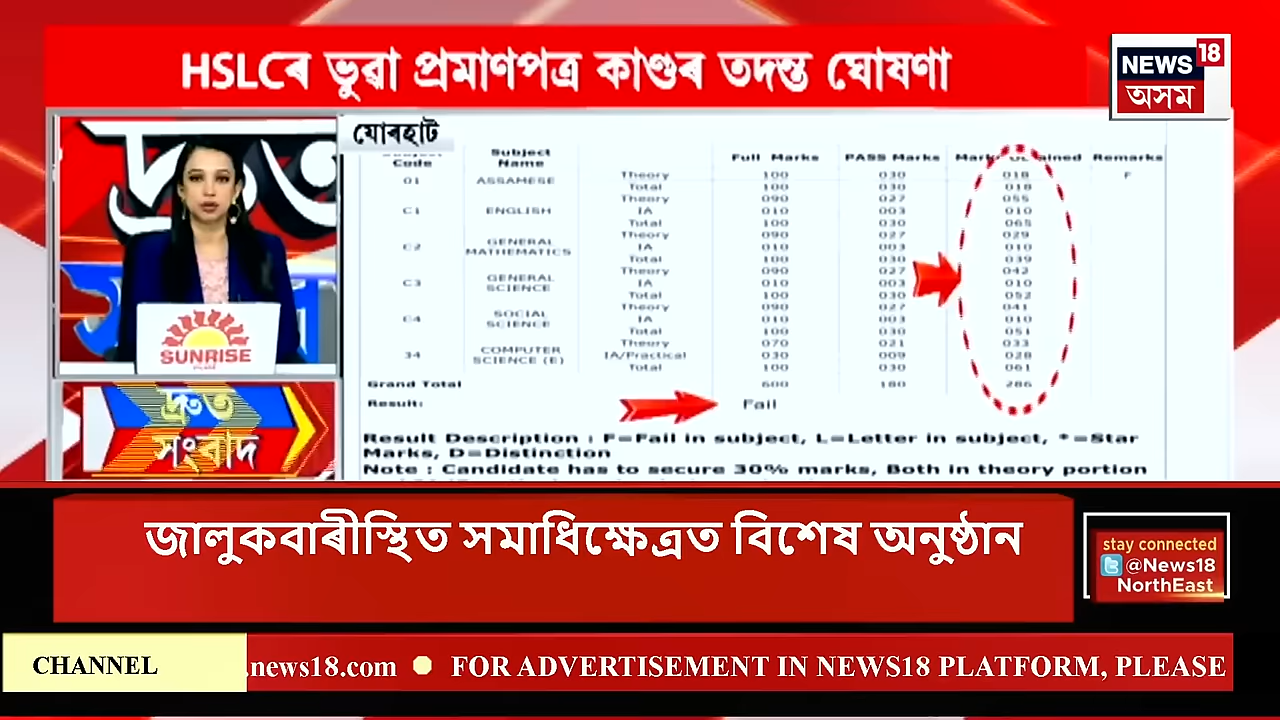 HSLCৰ ভুৱা প্ৰমাণপত্ৰ কাণ্ডৰ তদন্ত ঘোষণা
NEWS 18
অসম
যোৰহাট
Subject Code Subject Name Full Marks PASS Marks Remarks
01 ASSAMESE Theory 100 030 018 F
Total 100 030 018
Theory 090 027 055
C1 ENGLISH IA 010 003 010
Total 100 030 065
Theory 090 027 029
C2 GENERAL MATHEMATICS IA 010 003 010
Total 100 030 039
Theory 090 027 042
C3 GENERAL SCIENCE IA 010 003 010
Total 100 030 052
Theory 090 027 041
C4 SOCIAL SCIENCE IA 010 003 010
Total 100 030 051
Theory 070 021 033
34 COMPUTER SCIENCE (E) IA/Practical 030 009 028
Total 100 030 061
Grand Total 600 180 286
Result: Fail
Result Description : F=Fail in subject, L=Letter in subject, *=Star
Marks, D=Distinction
Note : Candidate has to secure 30% marks, Both in theory portion
SUNRISE
দ্ৰুত
সংবাদ
জালুকবাৰীস্থিত সমাধিক্ষেত্ৰত বিশেষ অনুষ্ঠান
stay connected
@News18
NorthEast
CHANNEL .news18.com FOR ADVERTISEMENT IN NEWS18 PLATFORM, PLEASE